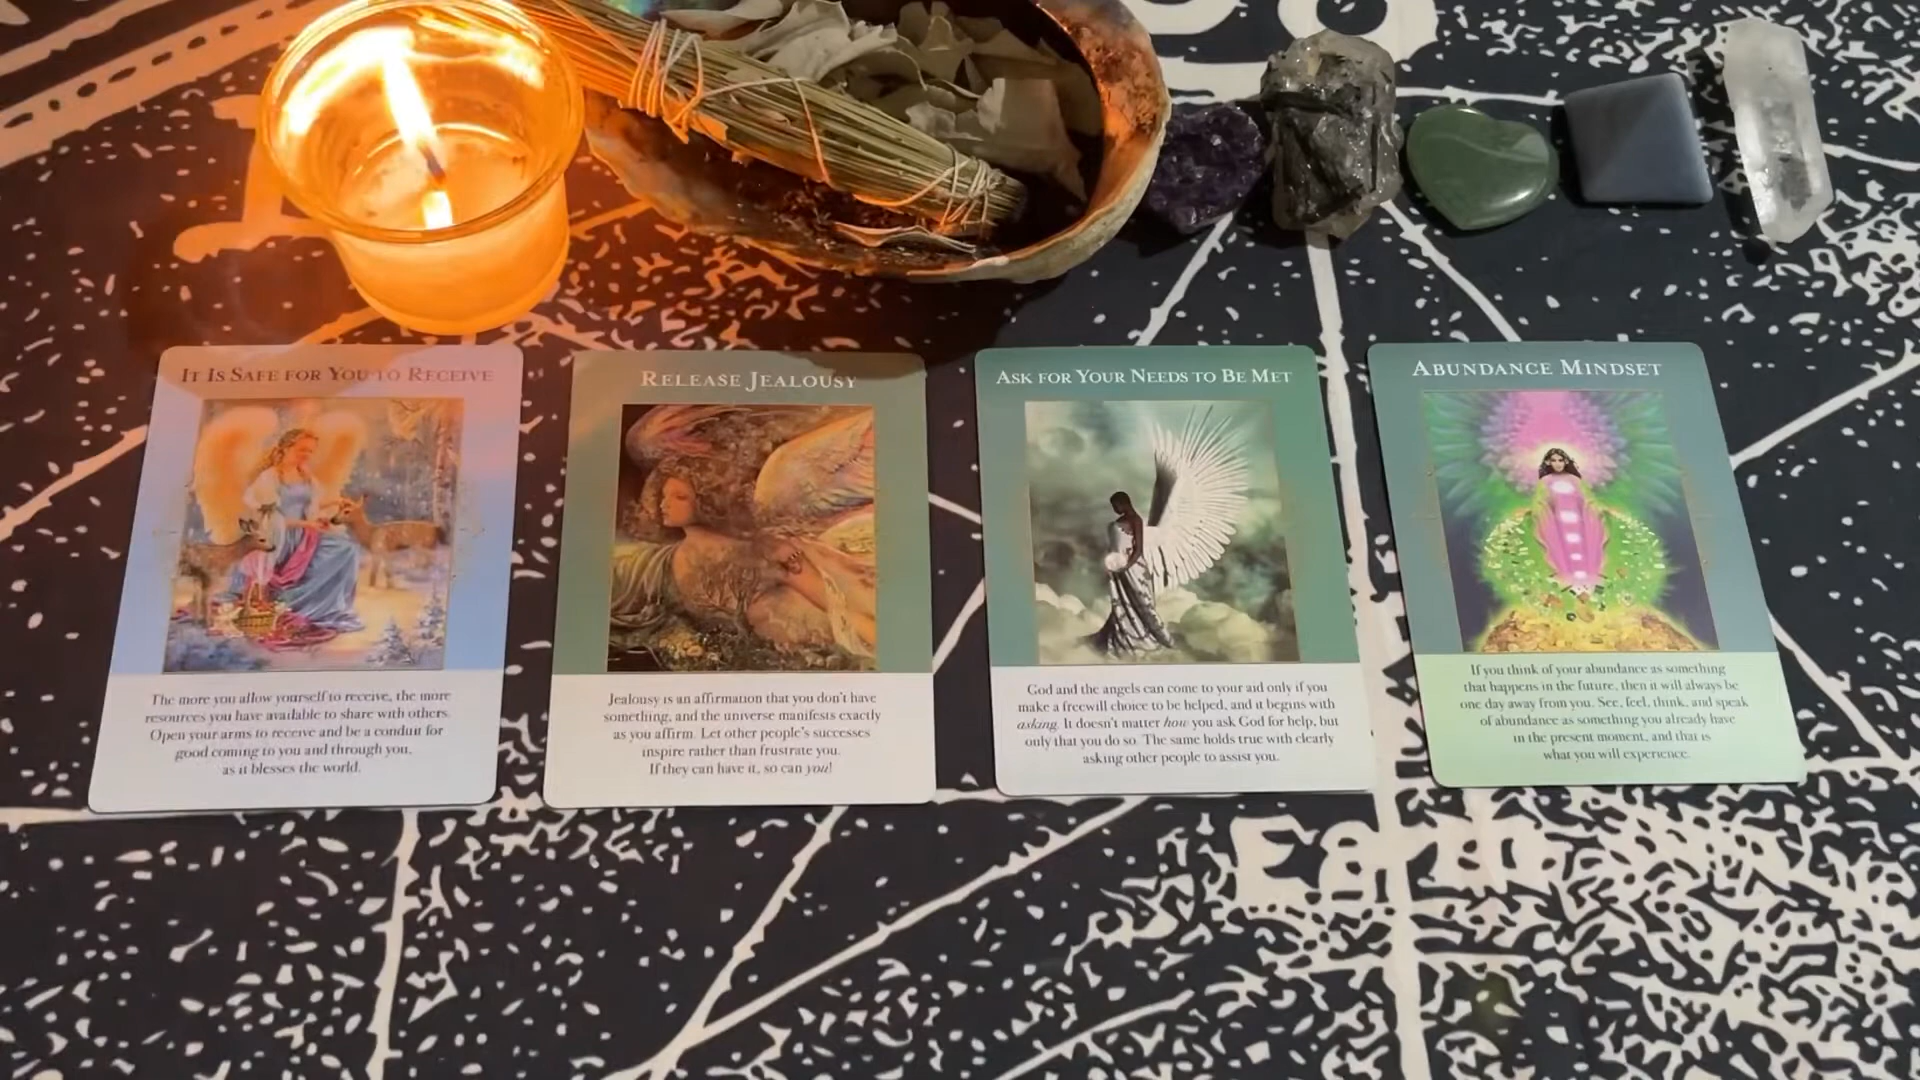 IT IS SAFE FOR YOU TO RECEIVE
The more you allow yourself to receive, the more
resources you have available to share with others.
Open your arms to receive and be a conduit for
good coming to you and through you,
as it blesses the world.
RELEASE JEALOUSY
Jealousy is an affirmation that you don't have
something, and the universe manifests exactly
as you affirm. Let other people's successes
inspire rather than frustrate you.
If they can have it, so can you!
ASK FOR YOUR NEEDS TO BE MET
God and the angels can come to your aid only if you
make a freewill choice to be helped, and it begins with
asking. It doesn't matter how you ask God for help, but
only that you do so. The same holds true with clearly
asking other people to assist you.
ABUNDANCE MINDSET
If you think of your abundance as something
that happens in the future, then it will always be
one day away from you. See, feel, think, and speak
of abundance as something you already have
in the present moment, and that is
what you will experience.